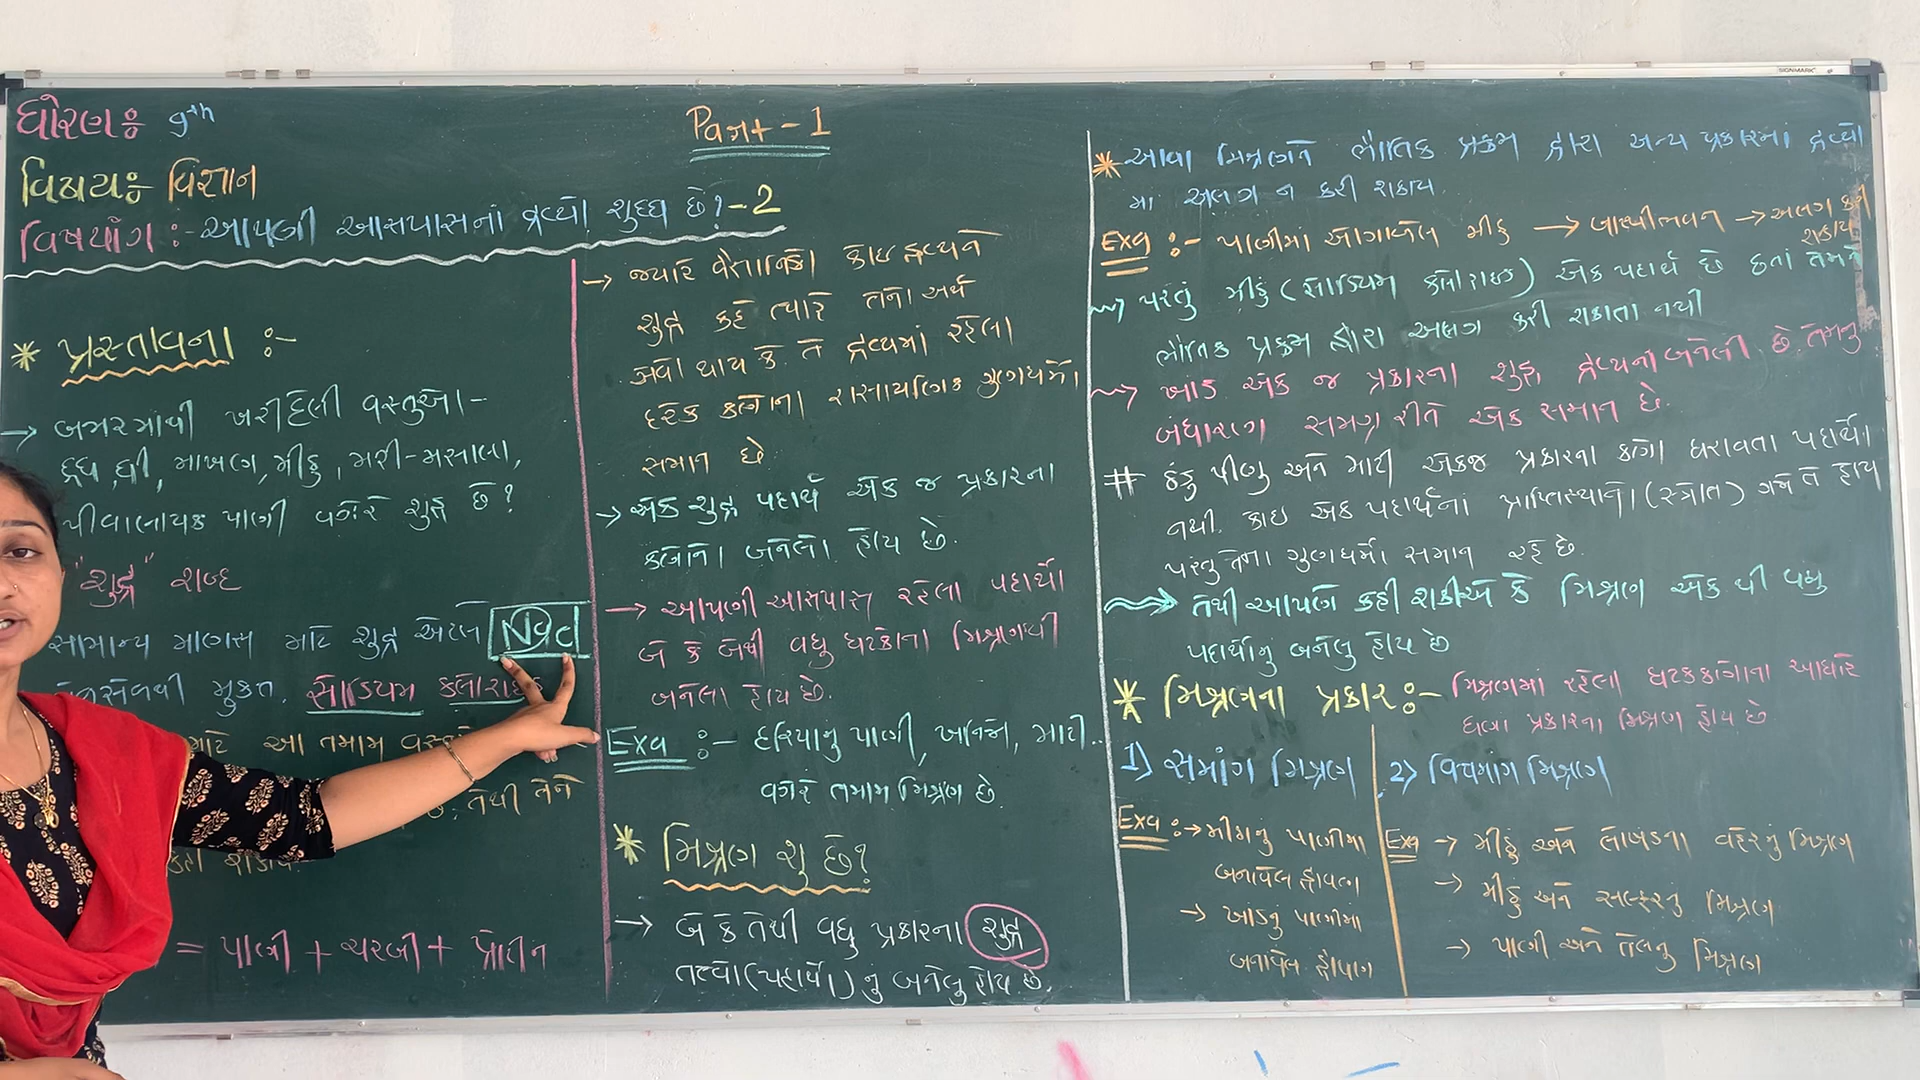 ધોરણઃ 9th
વિષયઃ- વિજ્ઞાન
વિષયાંગ :- આપણી આસપાસનાં દ્રવ્યો શુધ્ધ છે? -2
Part - 1
* પ્રસ્તાવના :-
→ બજારમાંથી ખરીદેલી વસ્તુઓ -
દૂધ, ઘી, માખણ, મીઠુ, મરી-મસાલા,
પીવાલાયક પાણી વગેરે શુદ્ધ છે?
"શુદ્ધ" શબ્દ
સામાન્ય માણસ માટે શુદ્ધ એટલે Nacl
મુક્ત. સોડિયમ ક્લોરાઇડ
માટે આ તમામ
છે. તેથી તેને
શકાય.
= પાણી + ચરબી + પ્રોટીન
→ જ્યારે વૈજ્ઞાનિકો કોઇ દ્રવ્યને
શુદ્ધ કહે ત્યારે તેનો અર્થ
એવો થાય કે તે દ્રવ્યમાં રહેલા
દરેક કણોના રાસાયણિક ગુણધર્મો
સમાન છે
→ એક શુદ્ધ પદાર્થ એક જ પ્રકારના
કણોનો બનેલો હોય છે.
→ આપણી આસપાસ રહેલા પદાર્થો
બે કે બેથી વધુ ઘટકોના મિશ્રણથી
બનેલા હોય છે.
Exa :- દરિયાનુ પાણી, ખનિજો, માટી..
વગેરે તમામ મિશ્રણ છે.
* મિશ્રણ શુ છે?
→ બે કે તેથી વધુ પ્રકારના શુદ્ધ
તત્વો(પદાર્થો)નું બનેલુ હોય છે.
* આવા મિશ્રણને ભૌતિક પ્રક્રમ દ્વારા અન્ય પ્રકારમાં દ્રવ્યો
માં અલગ ન કરી શકાય.
Exa :- પાણીમાં ઓગાળેલ મીઠુ → બાષ્પીભવન → અલગ કરી
શકાય
પરંતુ મીઠું (સોડિયમ ક્લોરાઇડ) એક પદાર્થ છે છતાં તેમને
ભૌતિક પ્રક્રમ દ્વારા અલગ કરી શકાતા નથી
ખાંડ એક જ પ્રકારના શુદ્ધ દ્રવ્યના બનેલી છે. તેમનુ
બંધારણ સમગ્ર રીતે એક સમાન છે.
# ઠંડુ પીણુ અને માટી એકજ પ્રકારના કણો ધરાવતા પદાર્થો
નથી. કોઇ એક પદાર્થનાં પ્રાપ્તિસ્થાનો (સ્ત્રોત) ગમે તે હોય
પરંતુ તેના ગુણધર્મો સમાન રહે છે.
તેથી આપણે કહી શકીએ કે મિશ્રણ એક થી વધુ
પદાર્થોનું બનેલુ હોય છે
* મિશ્રણના પ્રકાર :- મિશ્રણમાં રહેલા ઘટકકણોના આધારે
ઘણા પ્રકારના મિશ્રણ હોય છે
1) સમાંગ મિશ્રણ
Exa :→ મીઠાનું પાણીમાં
બનાવેલ દ્રાવણ
→ ખાંડનું પાણીમાં
બનાવેલ દ્રાવણ
2) વિષમાંગ મિશ્રણ
Exa → મીઠું અને લોખંડના વહેરનું મિશ્રણ
→ મીઠું અને સલ્ફરનું મિશ્રણ
→ પાણી અને તેલનુ મિશ્રણ